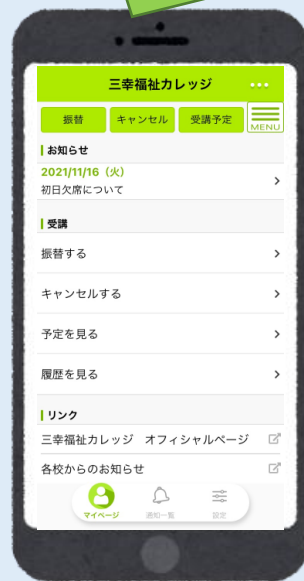 三幸福祉カレッジ
振替 キャンセル 受講予定 MENU
お知らせ
2021/11/16（火）
初日欠席について
受講
振替する
キャンセルする
予定を見る
履歴を見る
リンク
三幸福祉カレッジ　オフィシャルページ
各校からのお知らせ
マイページ 通知一覧 設定